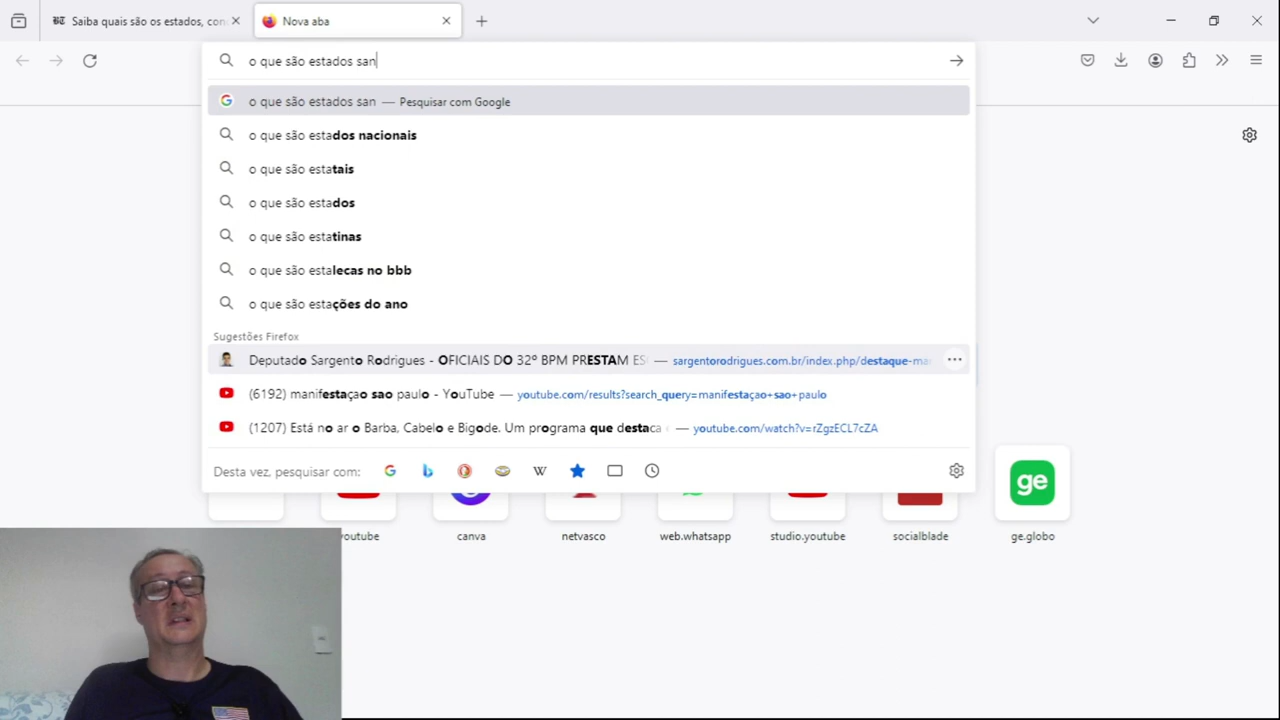 Saiba quais são os estados, con
Nova aba
o que são estados san
o que são estados san — Pesquisar com Google
o que são estados nacionais
o que são estatais
o que são estados
o que são estatinas
o que são estalecas no bbb
o que são estações do ano
Sugestões Firefox
Deputado Sargento Rodrigues - OFICIAIS DO 32º BPM PRESTAM ES — sargentorodrigues.com.br/index.php/destaque-ma
(6192) manifestaçao sao paulo - YouTube — youtube.com/results?search_query=manifestaçao+sao+paulo
(1207) Está no ar o Barba, Cabelo e Bigode. Um programa que destaca — youtube.com/watch?v=rZgzECL7cZA
Desta vez, pesquisar com:
W
ge
youtube
canva
netvasco
web.whatsapp
studio.youtube
socialblade
ge.globo